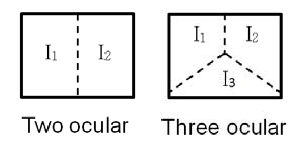 I₁ I₂
I₁ I₂
I₃
Two ocular
Three ocular